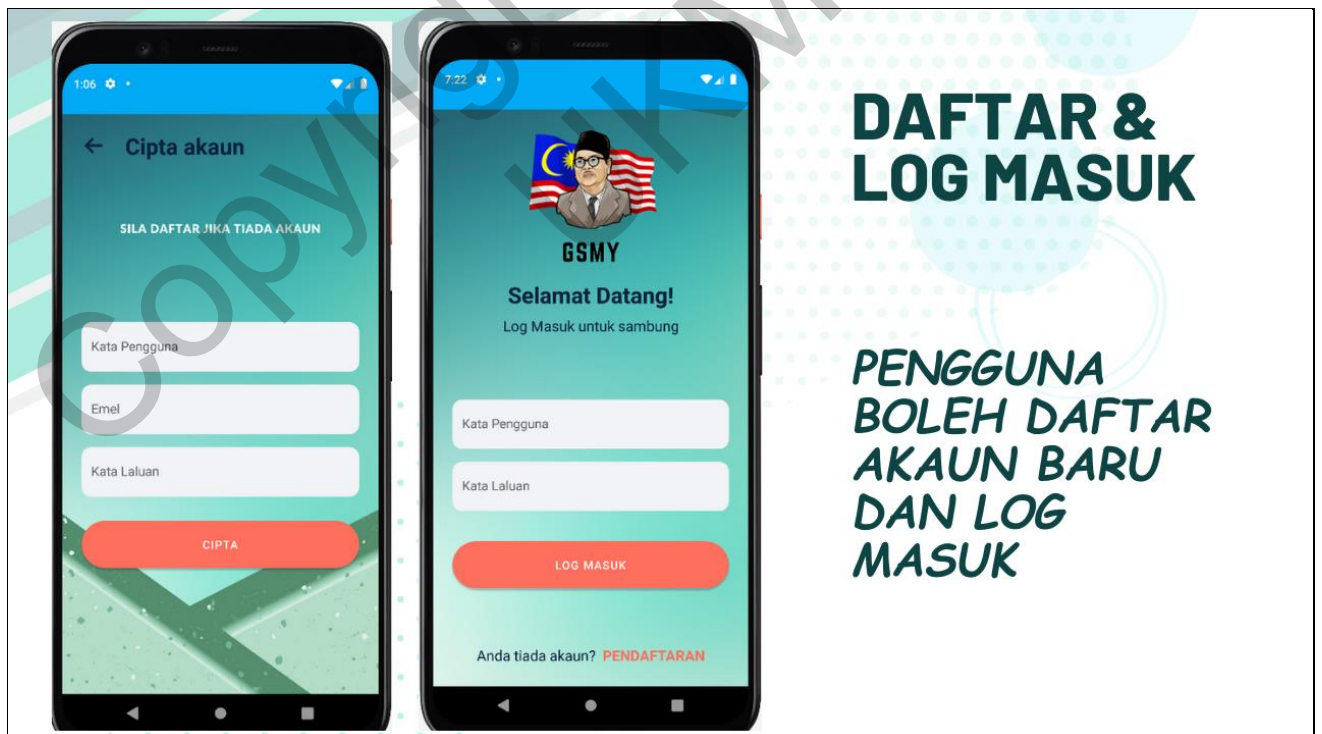 1:06
Cipta akaun
SILA DAFTAR JIKA TIADA AKAUN
Kata Pengguna
Emel
Kata Laluan
CIPTA
7:22
GSMY
Selamat Datang!
Log Masuk untuk sambung
Kata Pengguna
Kata Laluan
LOG MASUK
Anda tiada akaun? PENDAFTARAN
DAFTAR &
LOG MASUK
PENGGUNA
BOLEH DAFTAR
AKAUN BARU
DAN LOG
MASUK